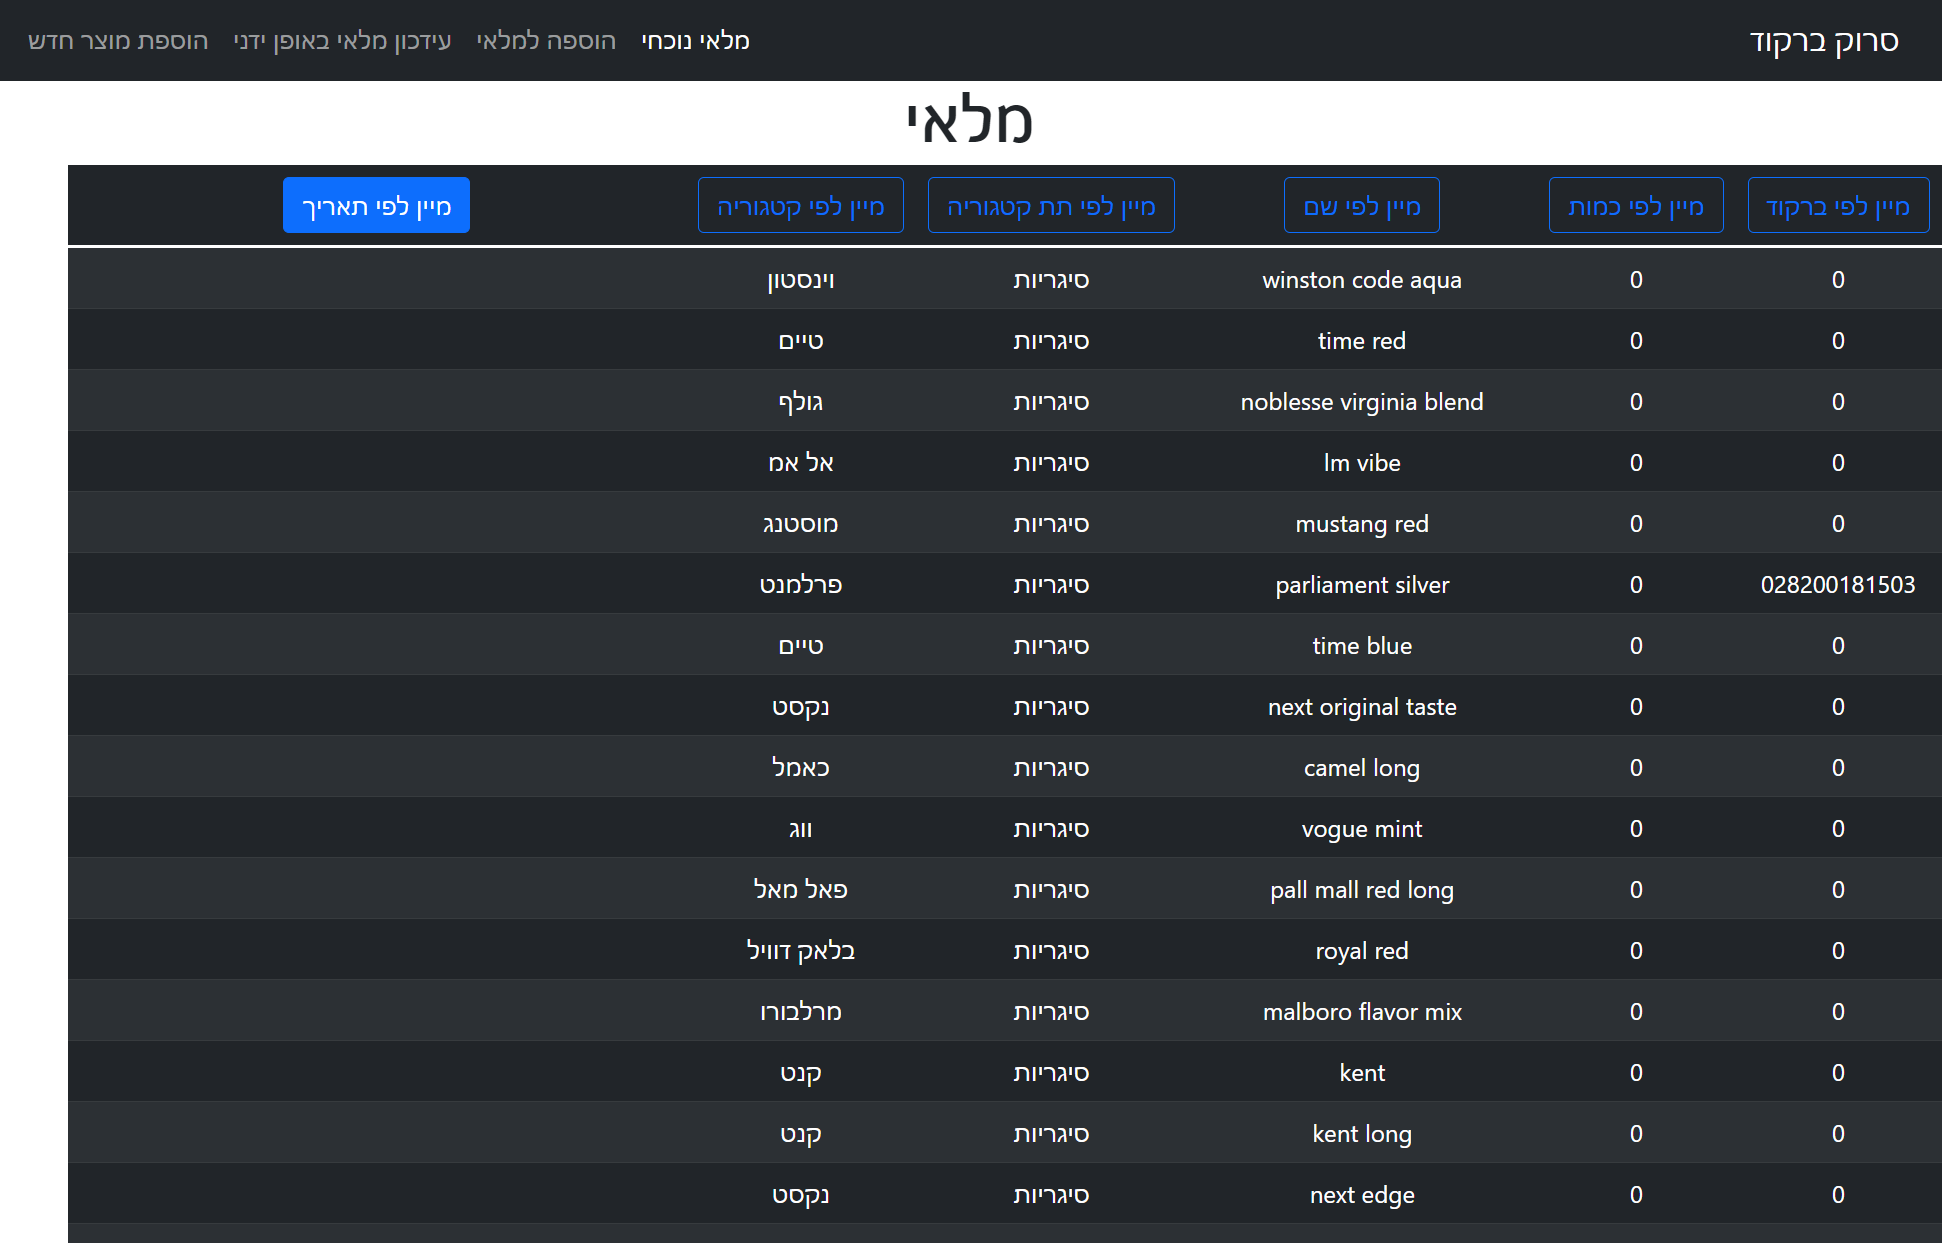 סרוק ברקוד מלאי נוכחי הוספה למלאי עידכון מלאי באופן ידני הוספת מוצר חדש
מלאי
מיין לפי ברקוד מיין לפי כמות מיין לפי שם מיין לפי תת קטגוריה מיין לפי קטגוריה מיין לפי תאריך
0 0 winston code aqua סיגריות וינסטון
0 0 time red סיגריות טיים
0 0 noblesse virginia blend סיגריות גולף
0 0 lm vibe סיגריות אל אמ
0 0 mustang red סיגריות מוסטנג
028200181503 0 parliament silver סיגריות פרלמנט
0 0 time blue סיגריות טיים
0 0 next original taste סיגריות נקסט
0 0 camel long סיגריות כאמל
0 0 vogue mint סיגריות ווג
0 0 pall mall red long סיגריות פאל מאל
0 0 royal red סיגריות בלאק דוויל
0 0 malboro flavor mix סיגריות מרלבורו
0 0 kent סיגריות קנט
0 0 kent long סיגריות קנט
0 0 next edge סיגריות נקסט